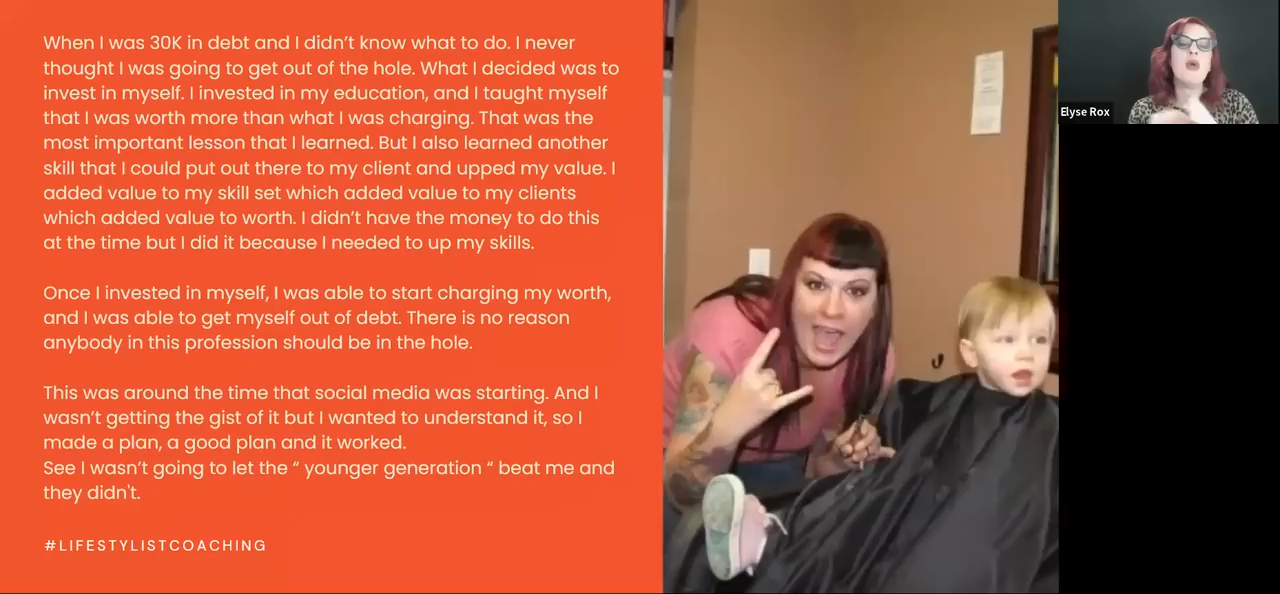 When I was 30K in debt and I didn’t know what to do. I never
thought I was going to get out of the hole. What I decided was to
invest in myself. I invested in my education, and I taught myself
that I was worth more than what I was charging. That was the
most important lesson that I learned. But I also learned another
skill that I could put out there to my client and upped my value. I
added value to my skill set which added value to my clients
which added value to worth. I didn’t have the money to do this
at the time but I did it because I needed to up my skills.
Once I invested in myself, I was able to start charging my worth,
and I was able to get myself out of debt. There is no reason
anybody in this profession should be in the hole.
This was around the time that social media was starting. And I
wasn’t getting the gist of it but I wanted to understand it, so I
made a plan, a good plan and it worked.
See I wasn’t going to let the “ younger generation “ beat me and
they didn't.
#LIFESTYLISTCOACHING
Elyse Rox